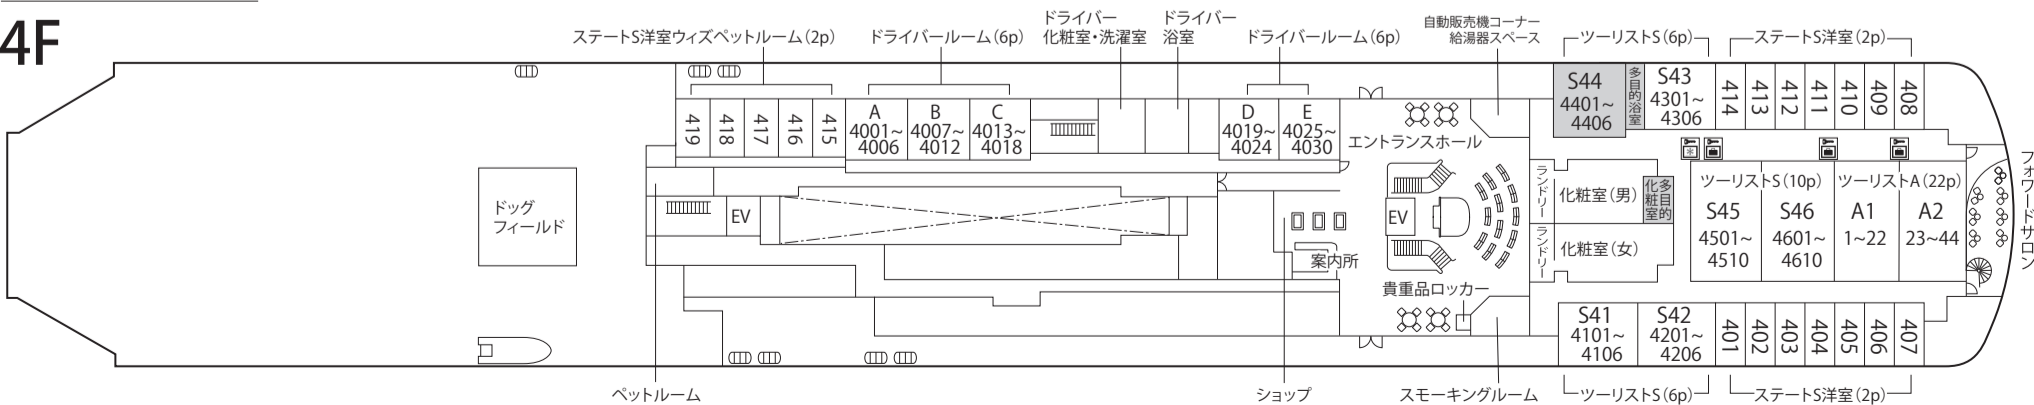 4F
ステートS洋室ウィズペットルーム(2p)
ドライバールーム(6p)
ドライバー
化粧室・洗濯室
ドライバー
浴室
ドライバールーム(6p)
自動販売機コーナー
給湯器スペース
ツーリストS(6p)
ステートS洋室(2p)
419
418
417
416
415
A
4001~
4006
B
4007~
4012
C
4013~
4018
D
4019~
4024
E
4025~
4030
エントランスホール
S44
4401~
4406
多目的浴室
S43
4301~
4306
414
413
412
411
410
409
408
ドッグ
フィールド
EV
EV
案内所
貴重品ロッカー
ランドリー
化粧室(男)
多目的
化粧室
ランドリー
化粧室(女)
ツーリストS(10p)
S45
4501~
4510
S46
4601~
4610
ツーリストA(22p)
A1
1~22
A2
23~44
フォワードサロン
S41
4101~
4106
S42
4201~
4206
401
402
403
404
405
406
407
ペットルーム
ショップ
スモーキングルーム
ツーリストS(6p)
ステートS洋室(2p)